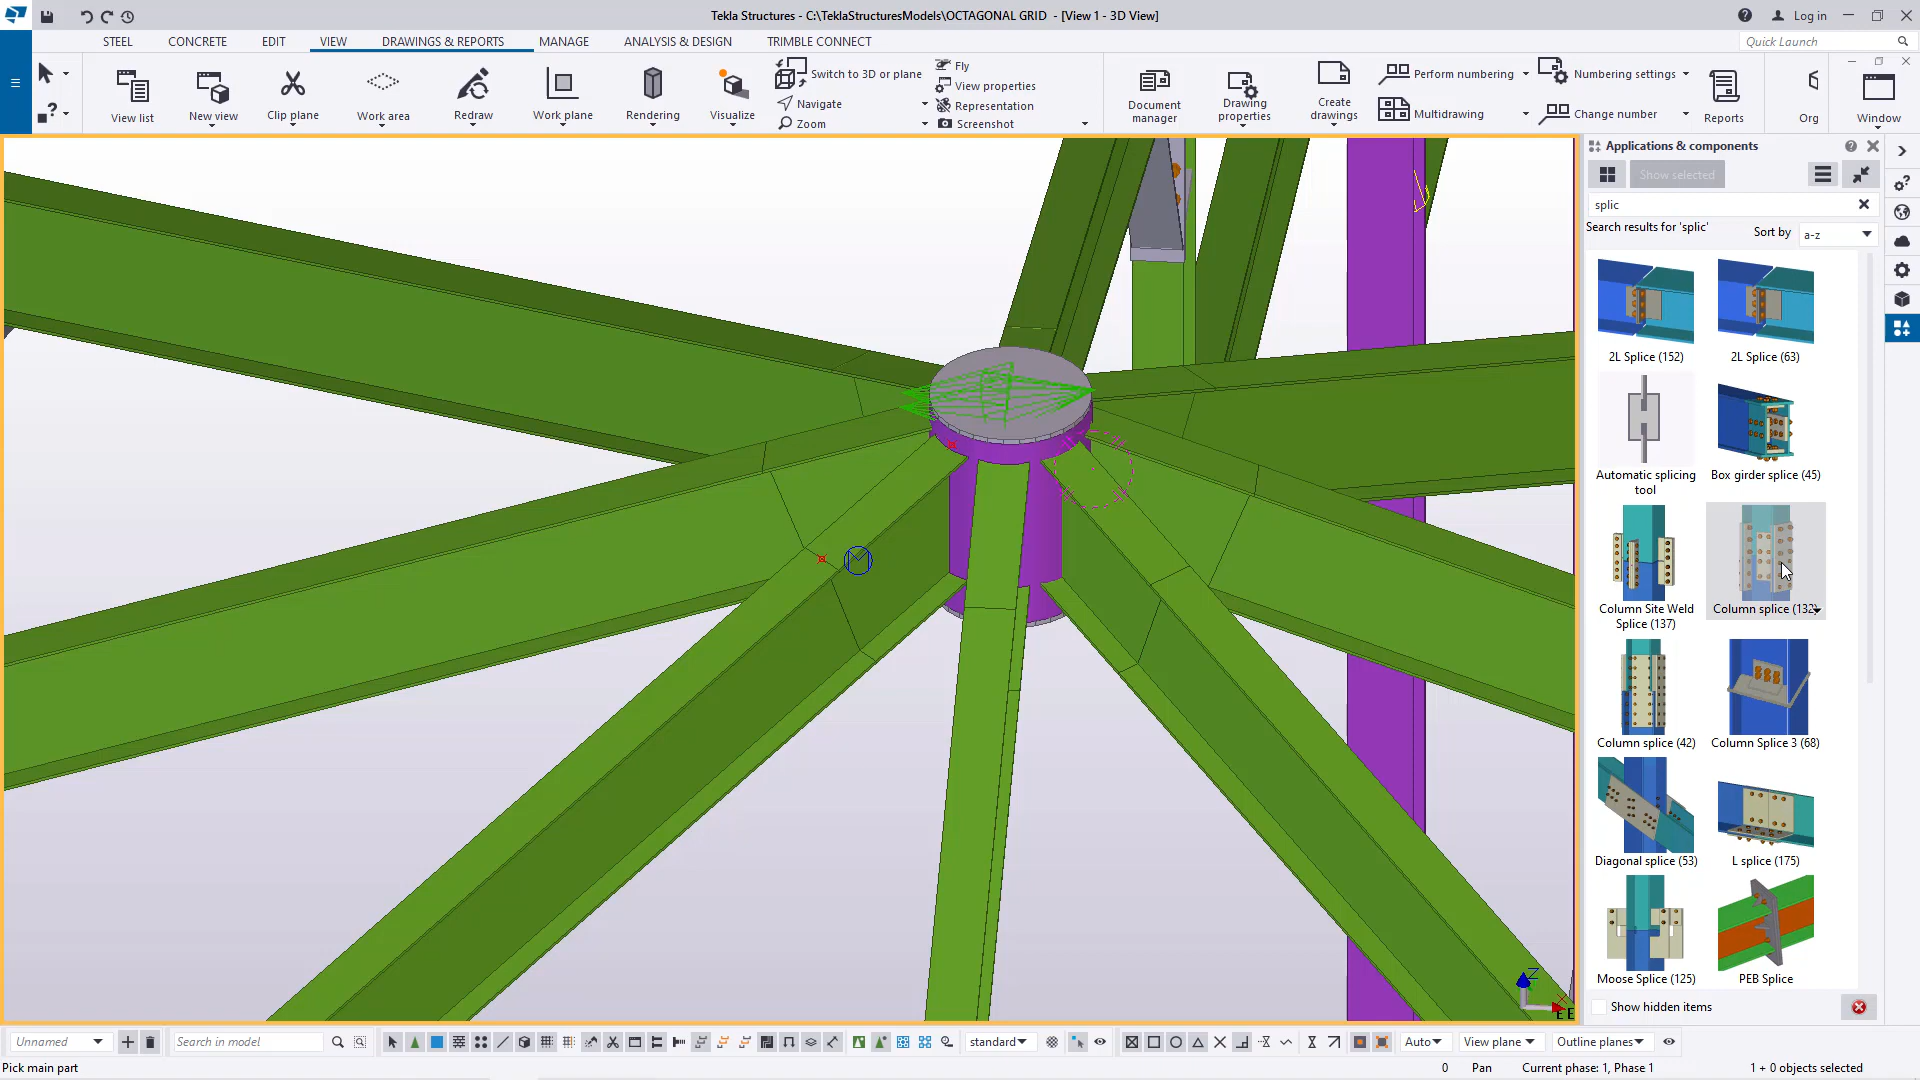 Tekla Structures - C:\TeklaStructuresModels\OCTAGONAL GRID - [View 1 - 3D View]
Log in
STEEL CONCRETE EDIT VIEW DRAWINGS & REPORTS MANAGE ANALYSIS & DESIGN TRIMBLE CONNECT
Quick Launch
View list
New view
Clip plane
Work area
Redraw
Work plane
Rendering
Visualize
Switch to 3D or plane
Navigate
Zoom
Fly
View properties
Representation
Screenshot
Document manager
Drawing properties
Create drawings
Perform numbering
Multidrawing
Numbering settings
Change number
Reports
Org
Window
Applications & components
Show selected
splic
Search results for 'splic'
Sort by a-z
2L Splice (152)
2L Splice (63)
Automatic splicing tool
Box girder splice (45)
Column Site Weld Splice (137)
Column splice (132)
Column splice (42)
Column Splice 3 (68)
Diagonal splice (53)
L splice (175)
Moose Splice (125)
PEB Splice
Show hidden items
Z
Unnamed
Search in model
standard
Auto
View plane
Outline planes
Pick main part
0
Pan
Current phase: 1, Phase 1
1 + 0 objects selected